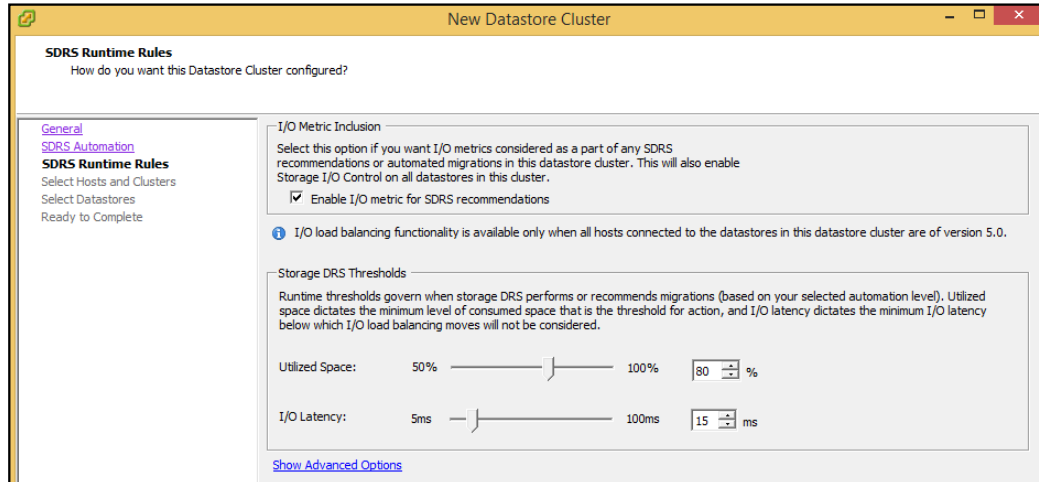 New Datastore Cluster
SDRS Runtime Rules
How do you want this Datastore Cluster configured?
General
SDRS Automation
SDRS Runtime Rules
Select Hosts and Clusters
Select Datastores
Ready to Complete
I/O Metric Inclusion
Select this option if you want I/O metrics considered as a part of any SDRS
recommendations or automated migrations in this datastore cluster. This will also enable
Storage I/O Control on all datastores in this cluster.
Enable I/O metric for SDRS recommendations
I/O load balancing functionality is available only when all hosts connected to the datastores in this datastore cluster are of version 5.0.
Storage DRS Thresholds
Runtime thresholds govern when storage DRS performs or recommends migrations (based on your selected automation level). Utilized
space dictates the minimum level of consumed space that is the threshold for action, and I/O latency dictates the minimum I/O latency
below which I/O load balancing moves will not be considered.
Utilized Space: 50% 100% 80 %
I/O Latency: 5ms 100ms 15 ms
Show Advanced Options